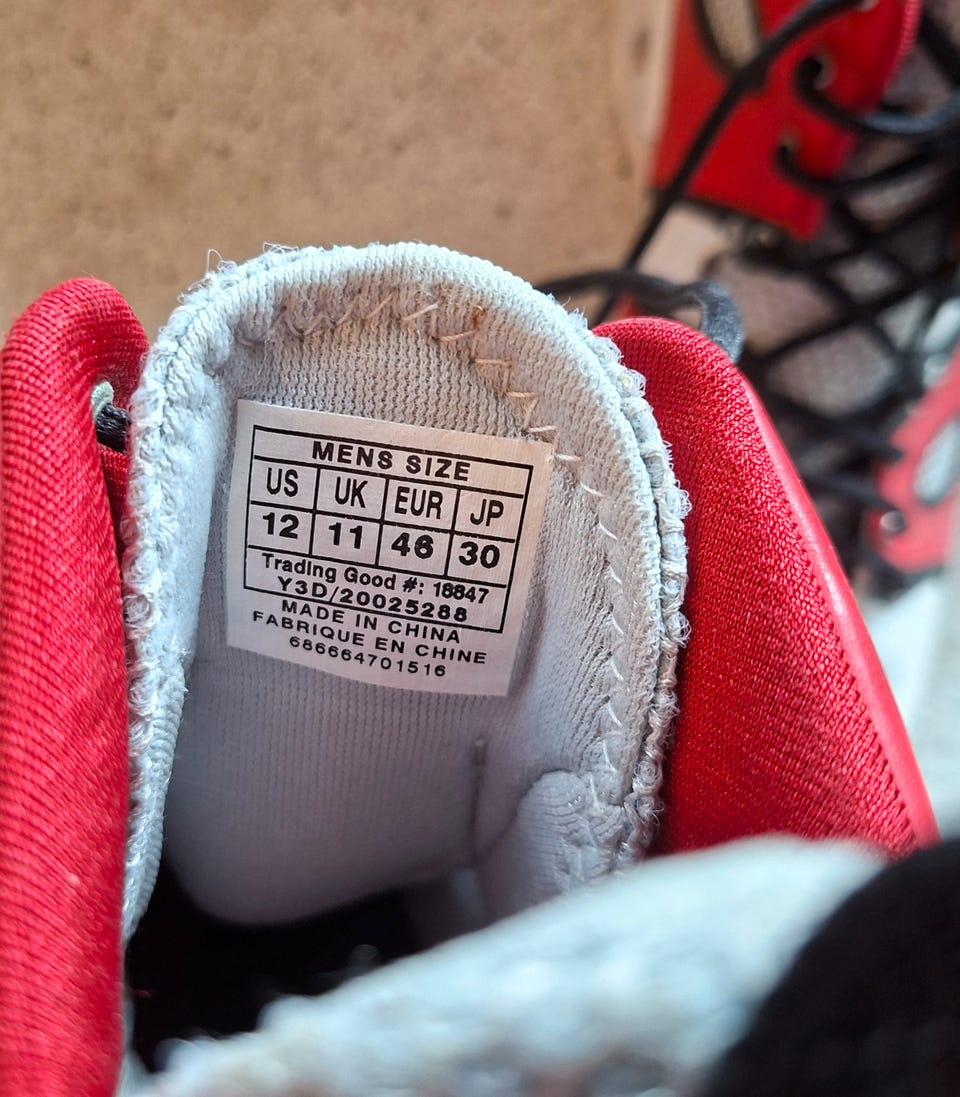 MENS SIZE
US UK EUR JP
12 11 46 30
Trading Good #: 18847
Y3D/20025288
MADE IN CHINA
FABRIQUE EN CHINE
686664701516